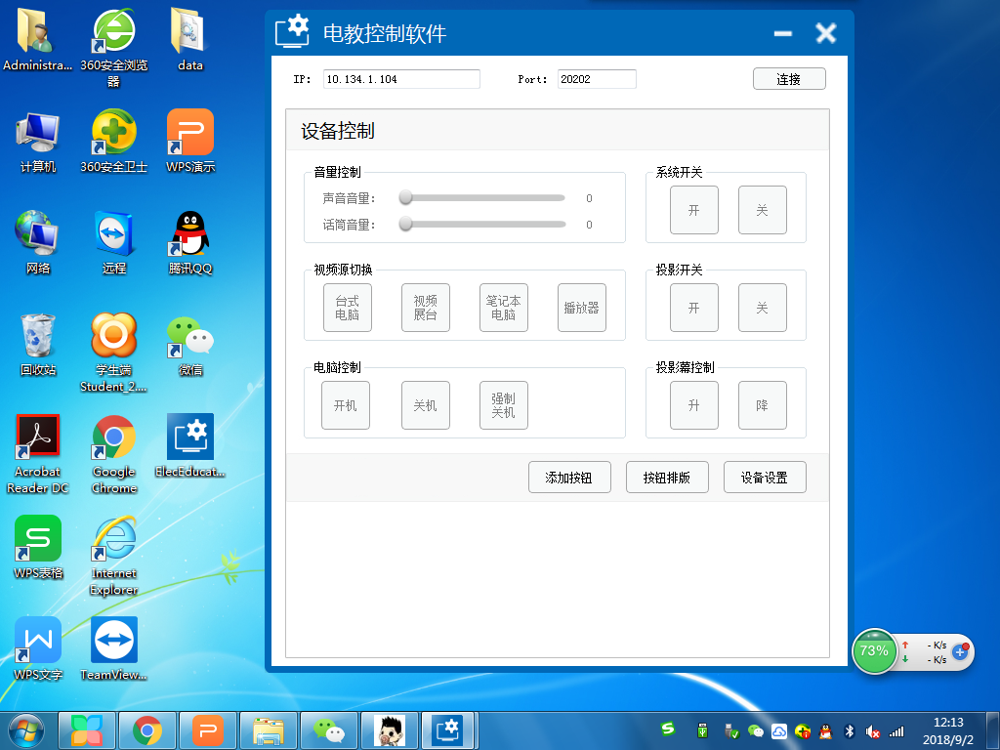 Administra...
360安全浏览
器
data
计算机
360安全卫士
WPS演示
网络
远程
腾讯QQ
回收站
学生端
Student_2....
微信
Acrobat
Reader DC
Google
Chrome
ElecEducat...
WPS表格
Internet
Explorer
WPS文字
TeamView...
电教控制软件
IP:
10.134.1.104
Port:
20202
连接
设备控制
音量控制
声音音量:
0
话筒音量:
0
系统开关
开
关
视频源切换
台式
电脑
视频
展台
笔记本
电脑
播放器
投影开关
开
关
电脑控制
开机
关机
强制
关机
投影幕控制
升
降
添加按钮
按钮排版
设备设置
73%
- K/s
- K/s
12:13
2018/9/2